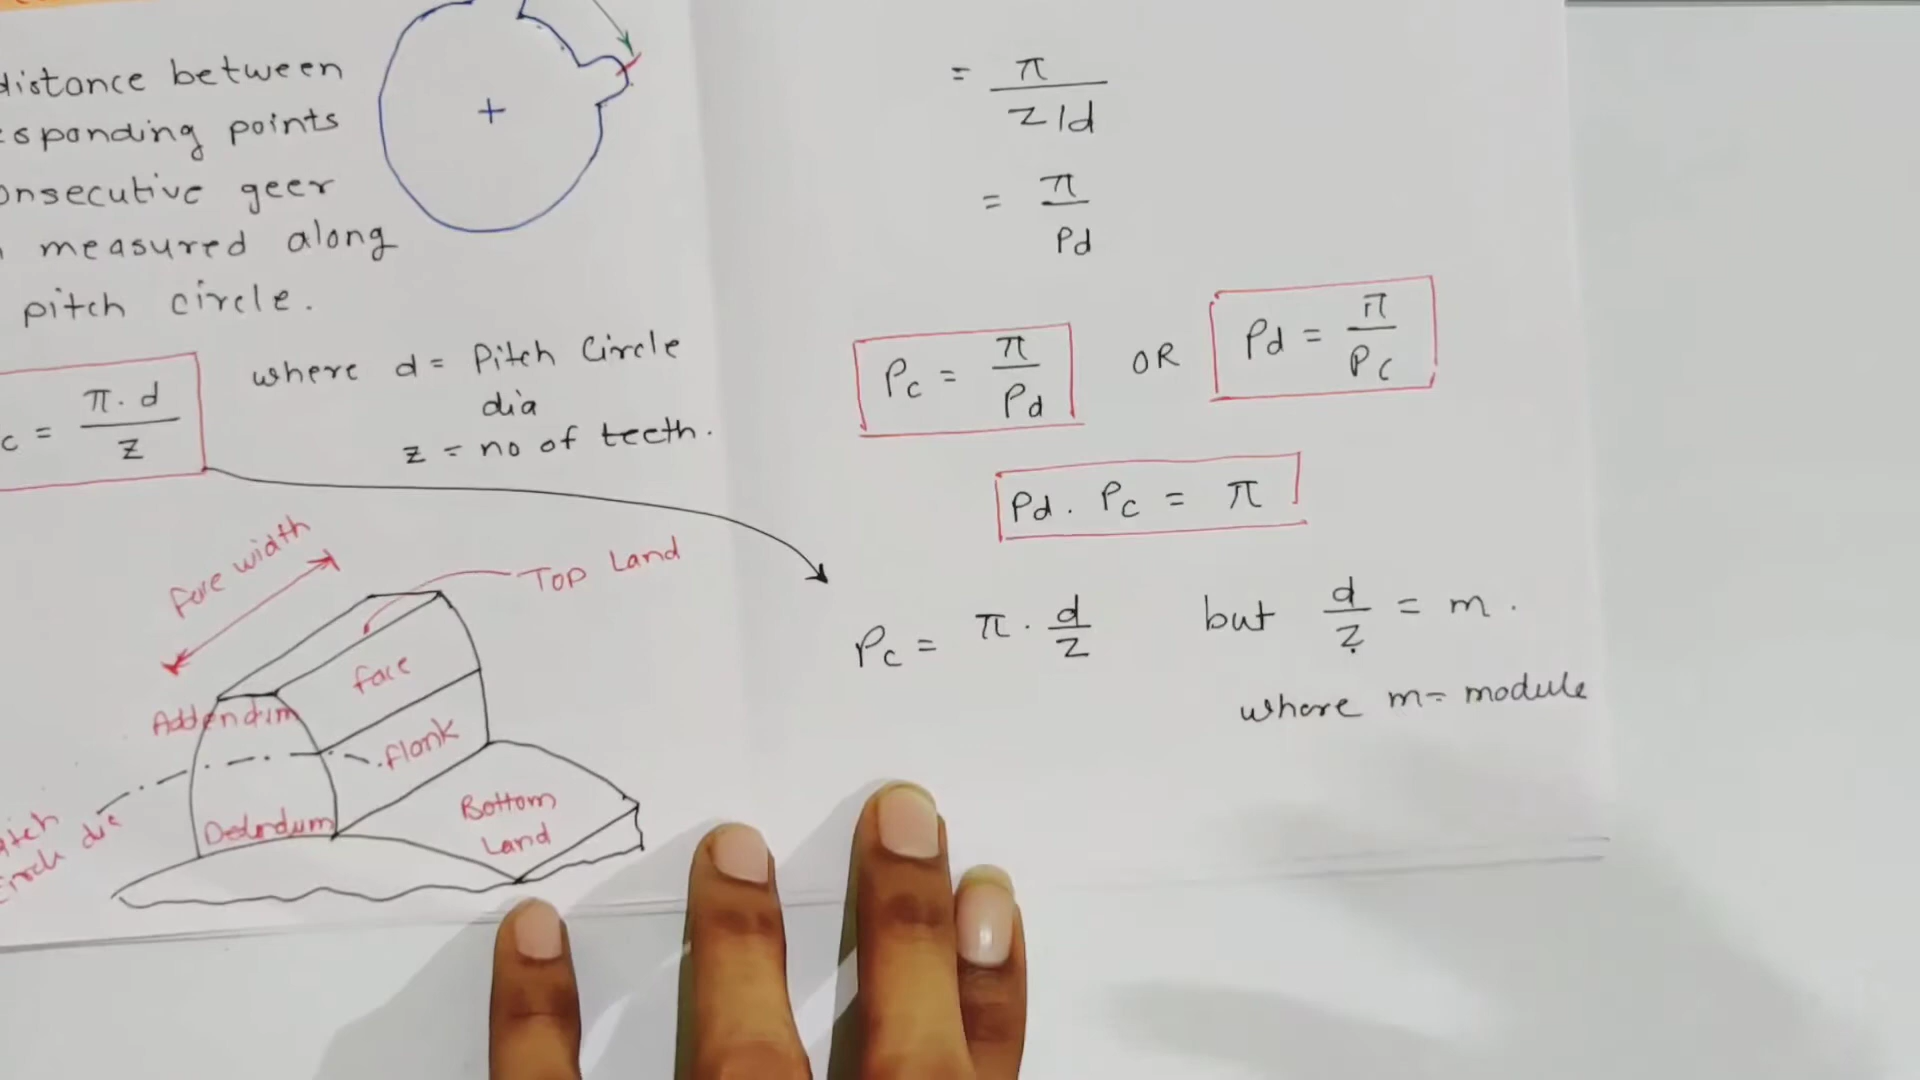 distance between
sponding points
onsecutive geer
measured along
pitch circle.
c = π. d / z
where d = Pitch Circle
dia
z = no of teeth.
Face width
Top Land
face
Addendum
flank
Dedendum
Bottom
Land
= π / z/d
= π / Pd
Pc = π / Pd OR Pd = π / Pc
Pd . Pc = π
Pc = π . d/z but d/z = m .
where m = module